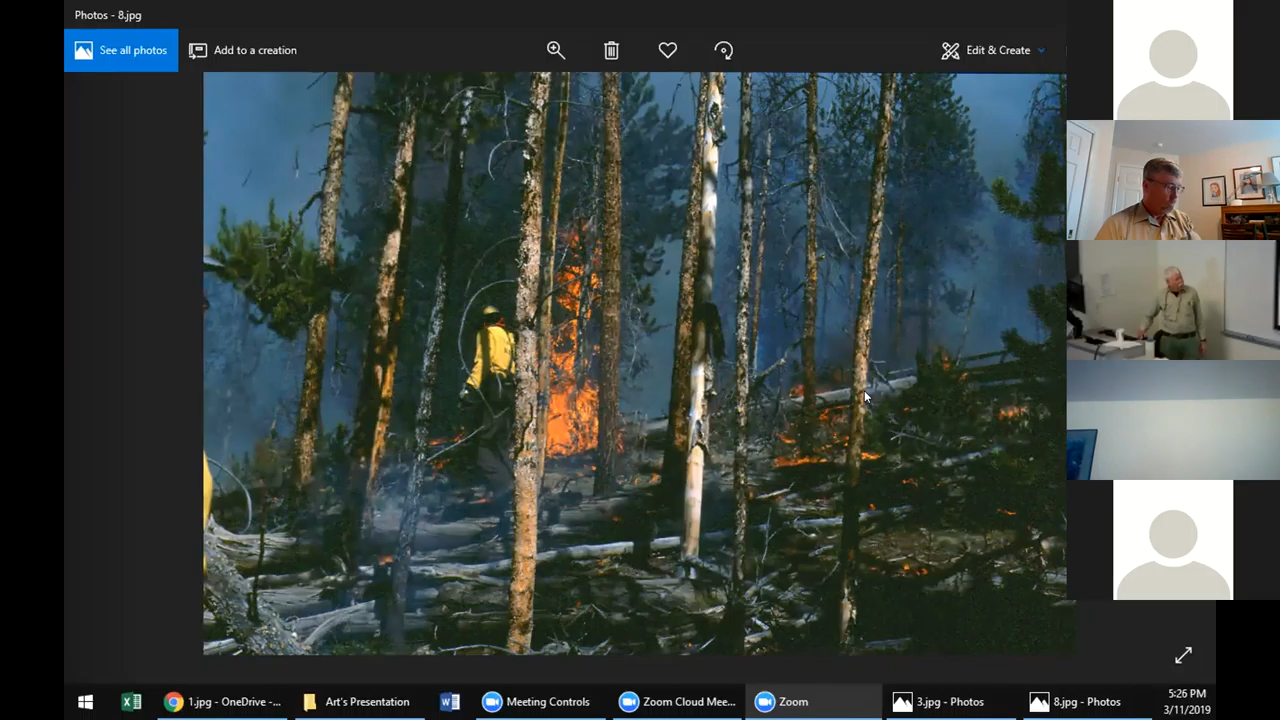 Photos - 8.jpg
See all photos
Add to a creation
Edit & Create
1.jpg - OneDrive -...
Art's Presentation
Meeting Controls
Zoom Cloud Mee...
Zoom
3.jpg - Photos
8.jpg - Photos
5:26 PM
3/11/2019